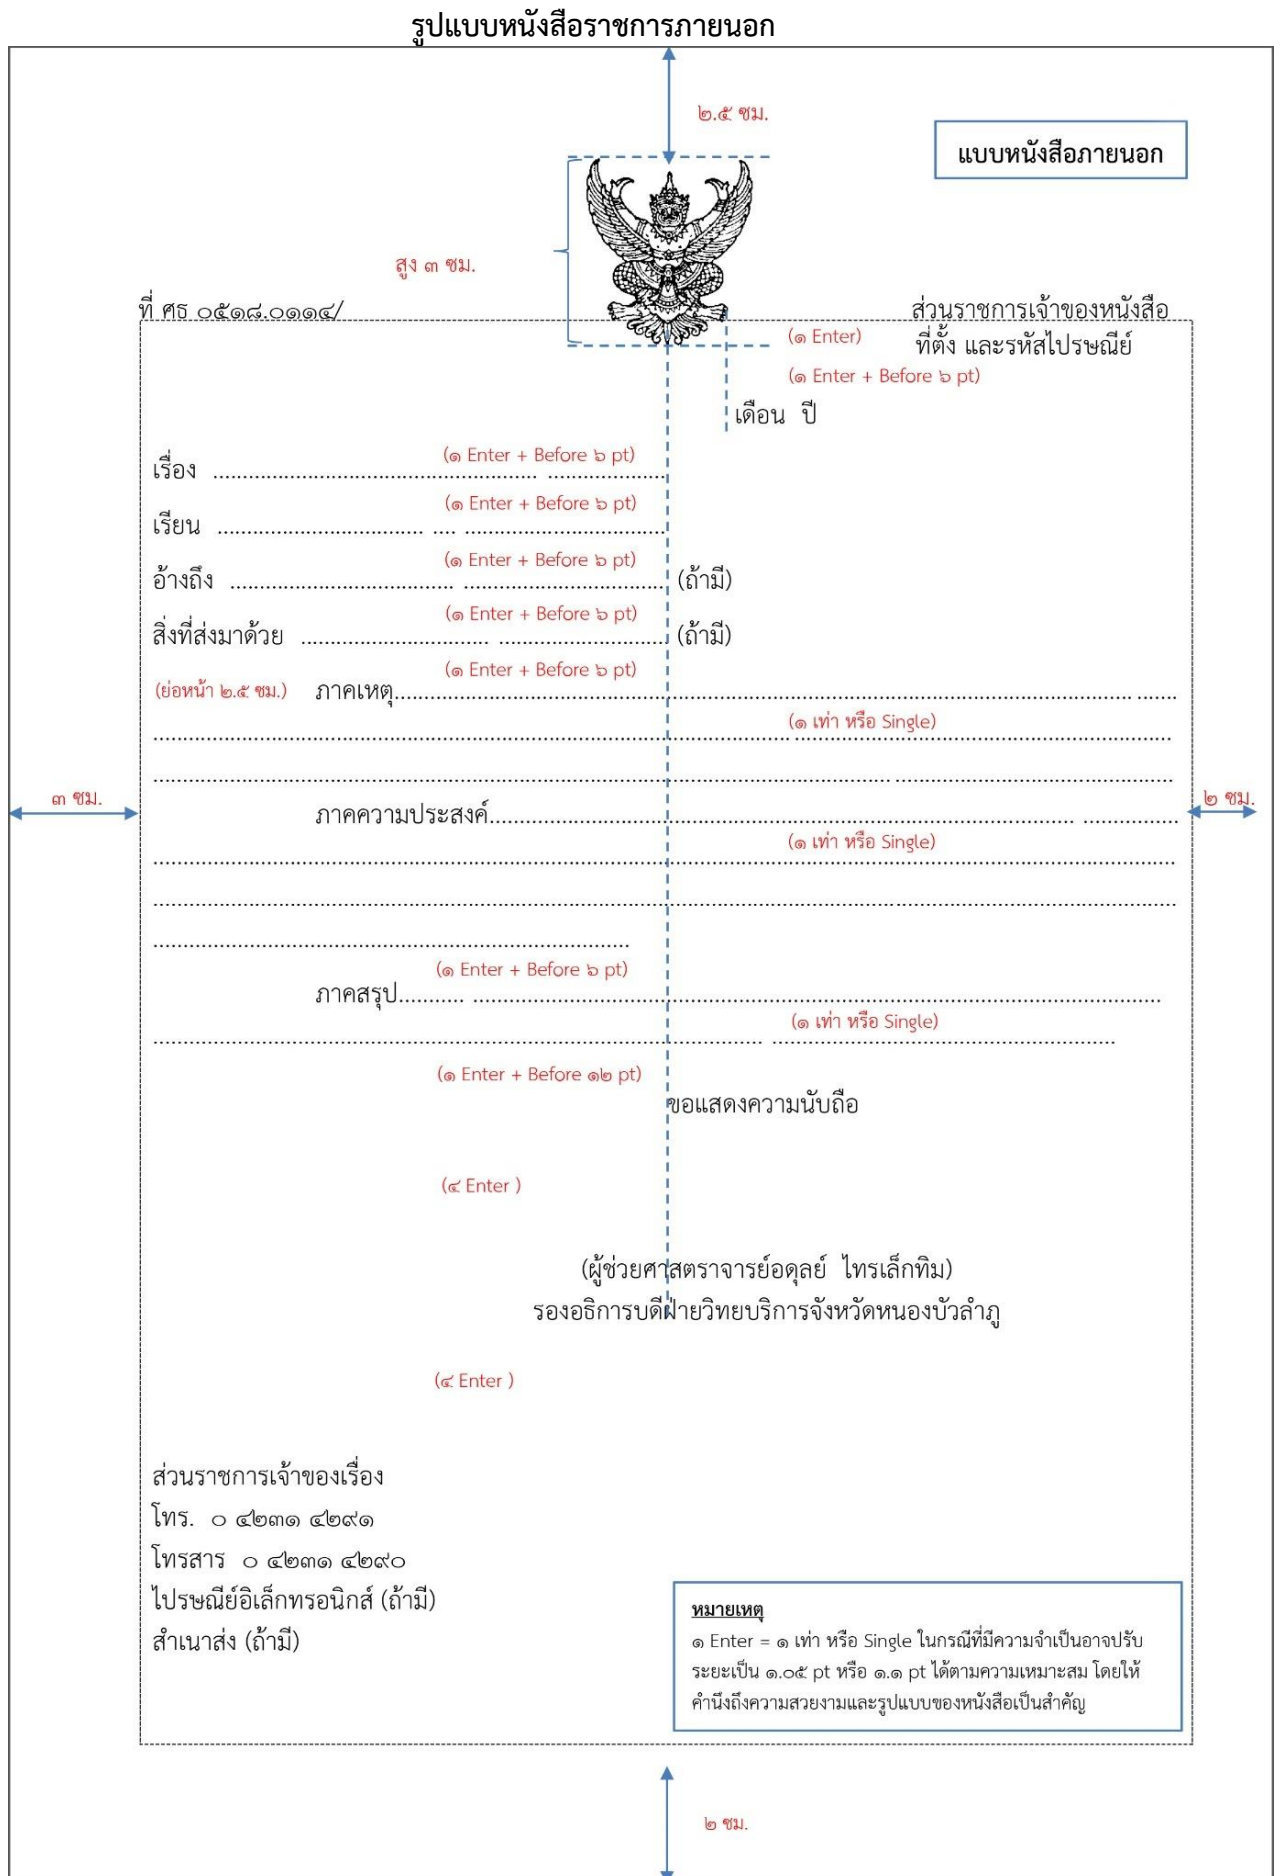 รูปแบบหนังสือราชการภายนอก
๒.๕ ซม.
แบบหนังสือภายนอก
สูง ๓ ซม.
ที่ ศธ ๐๕๑๘.๐๑๑๔/
ส่วนราชการเจ้าของหนังสือ
(๑ Enter)
ที่ตั้ง และรหัสไปรษณีย์
(๑ Enter + Before ๖ pt)
เดือน ปี
(๑ Enter + Before ๖ pt)
เรื่อง ................................................................
(๑ Enter + Before ๖ pt)
เรียน ................................................................
(๑ Enter + Before ๖ pt)
อ้างถึง ................................................................ (ถ้ามี)
(๑ Enter + Before ๖ pt)
สิ่งที่ส่งมาด้วย ........................................................ (ถ้ามี)
(๑ Enter + Before ๖ pt)
(ย่อหน้า ๒.๕ ซม.) ภาคเหตุ................................................................
(๑ เท่า หรือ Single)
๓ ซม.
๒ ซม.
ภาคความประสงค์................................................................
(๑ เท่า หรือ Single)
(๑ Enter + Before ๖ pt)
ภาคสรุป................................................................
(๑ เท่า หรือ Single)
(๑ Enter + Before ๑๒ pt)
ขอแสดงความนับถือ
(๔ Enter )
(ผู้ช่วยศาสตราจารย์อดุลย์ ไทรเล็กทิม)
รองอธิการบดีฝ่ายวิทยบริการจังหวัดหนองบัวลำภู
(๔ Enter )
ส่วนราชการเจ้าของเรื่อง
โทร. ๐ ๔๒๓๑ ๔๒๙๑
โทรสาร ๐ ๔๒๓๑ ๔๒๙๐
ไปรษณีย์อิเล็กทรอนิกส์ (ถ้ามี)
สำเนาส่ง (ถ้ามี)
หมายเหตุ
๑ Enter = ๑ เท่า หรือ Single ในกรณีที่มีความจำเป็นอาจปรับ
ระยะเป็น ๑.๐๕ pt หรือ ๑.๑ pt ได้ตามความเหมาะสม โดยให้
คำนึงถึงความสวยงามและรูปแบบของหนังสือเป็นสำคัญ
๒ ซม.